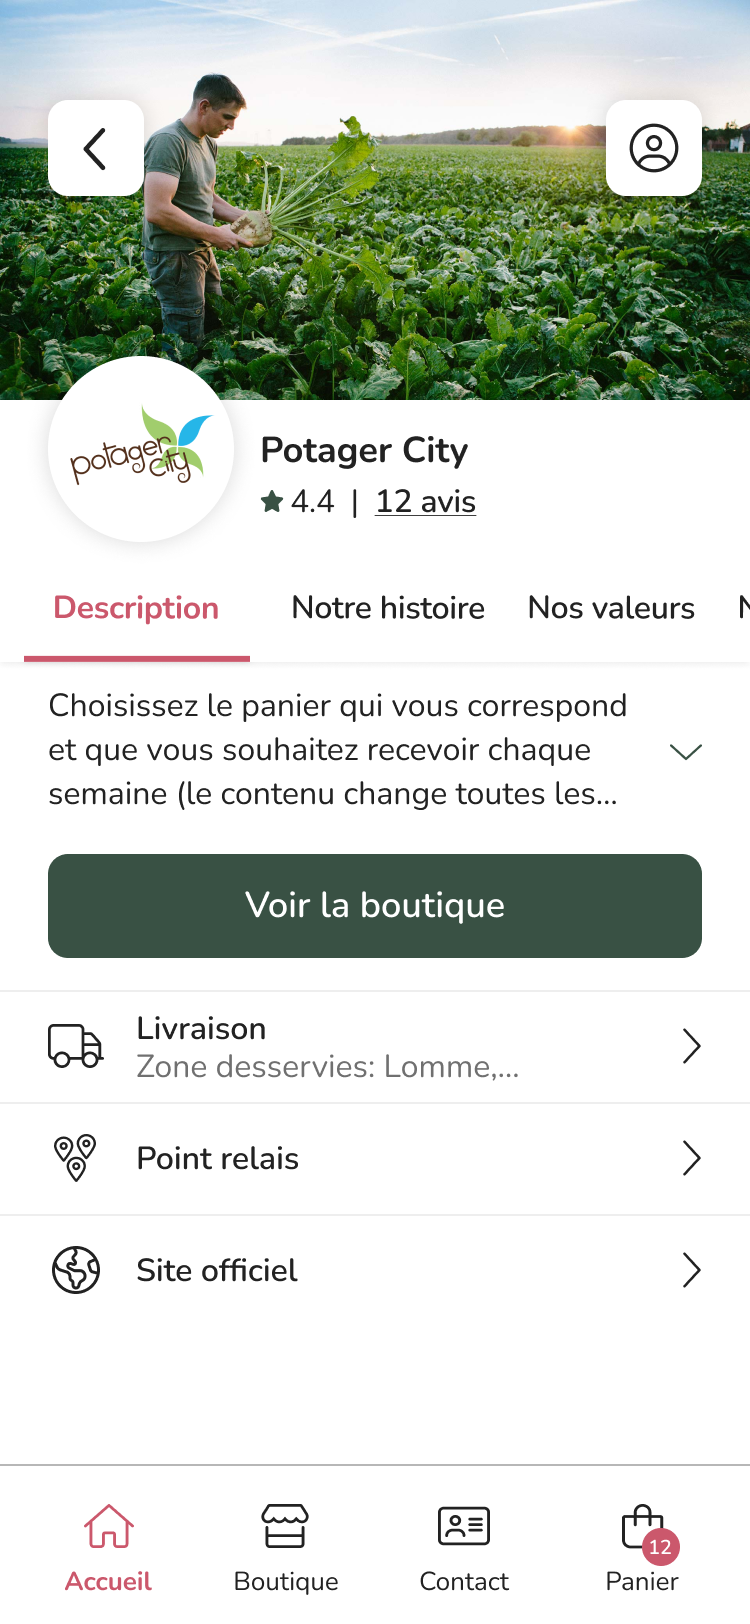 potager
city
Potager City
4.4 | 12 avis
Description Notre histoire Nos valeurs N
Choisissez le panier qui vous correspond
et que vous souhaitez recevoir chaque
semaine (le contenu change toutes les...
Voir la boutique
Livraison
Zone desservies: Lomme,...
Point relais
Site officiel
12
Accueil Boutique Contact Panier